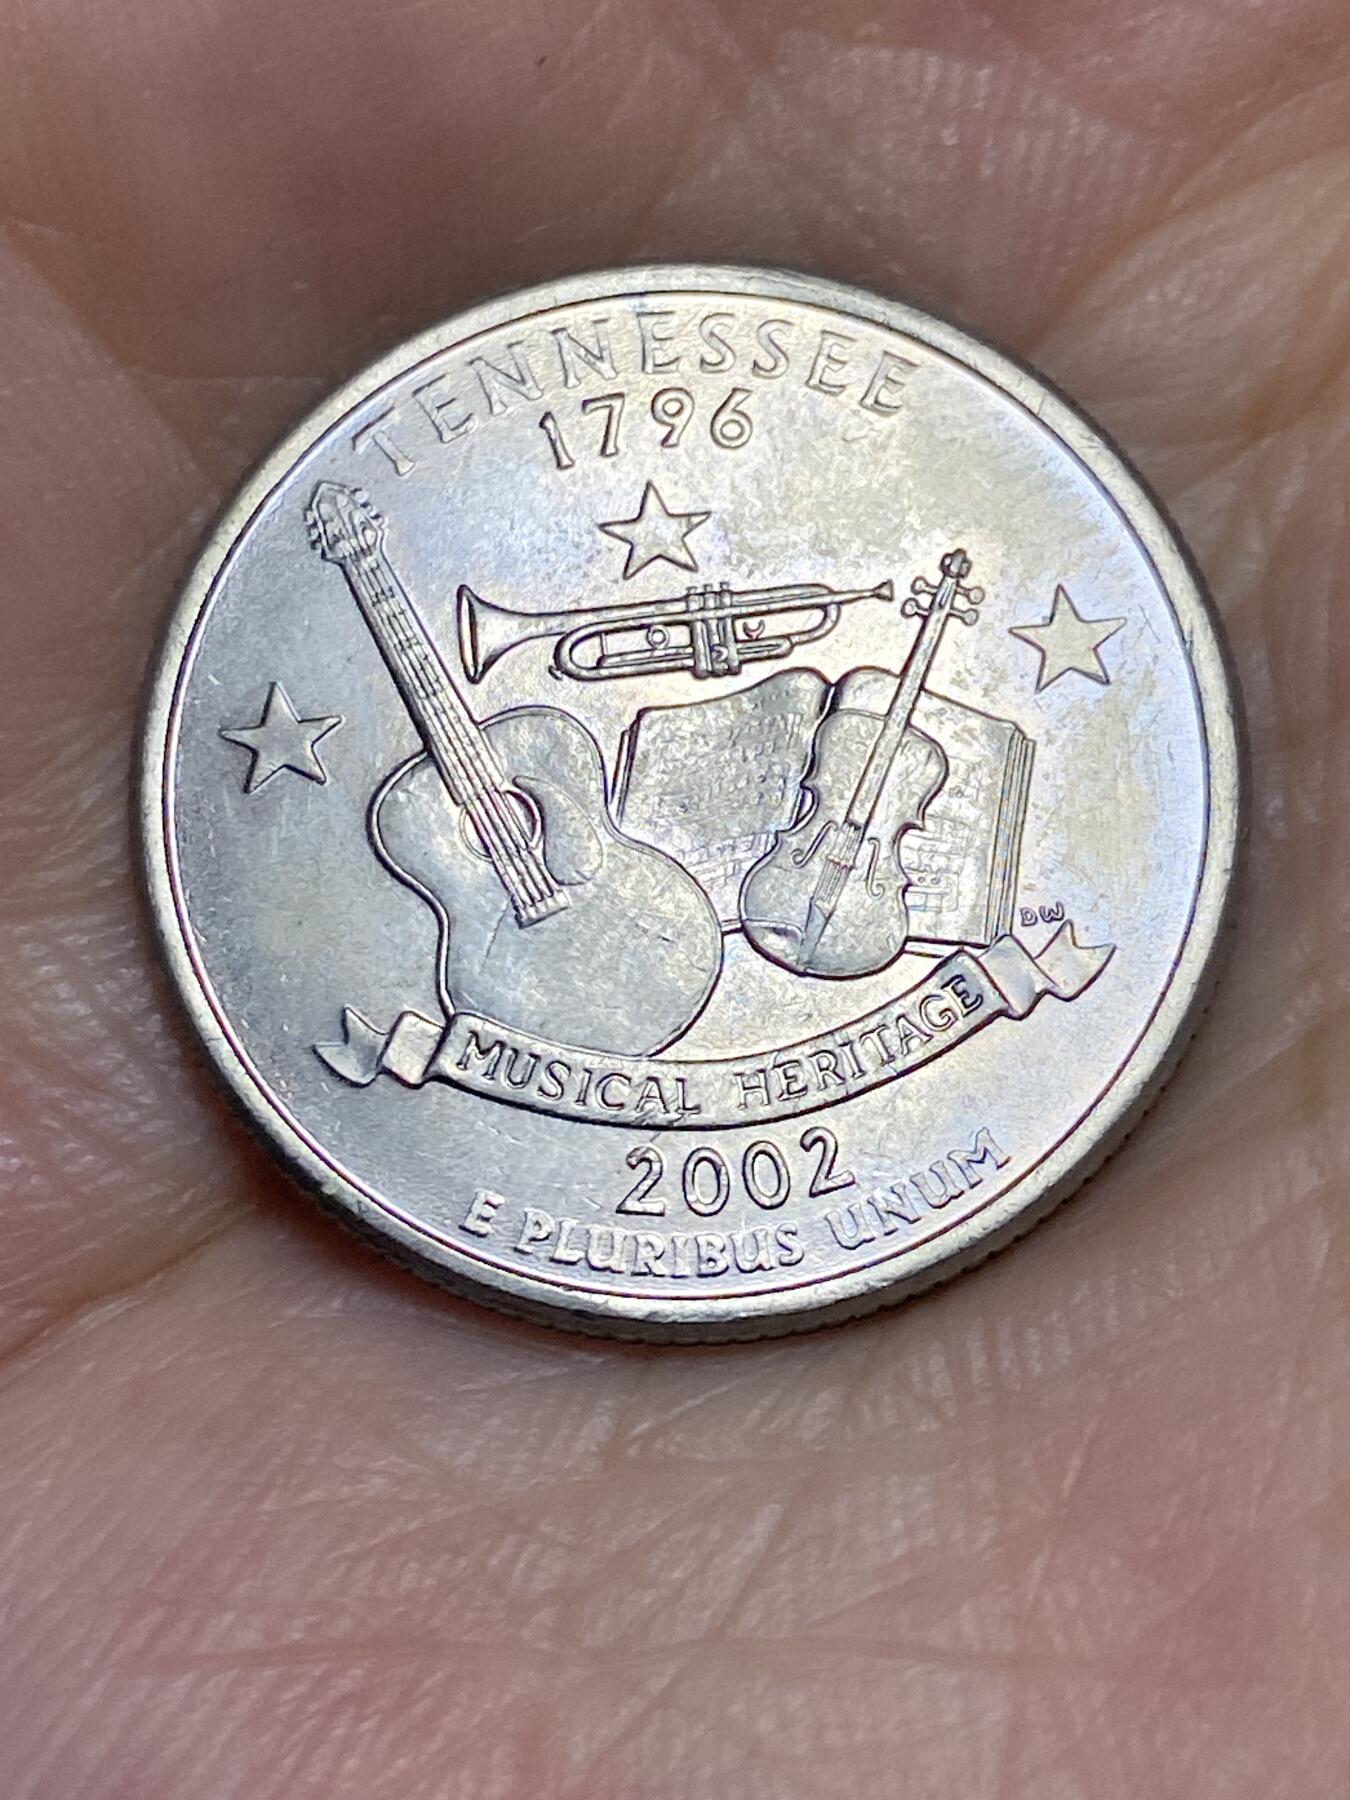 TENNESSEE
1796
DW
MUSICAL HERITAGE
2002
E PLURIBUS UNUM